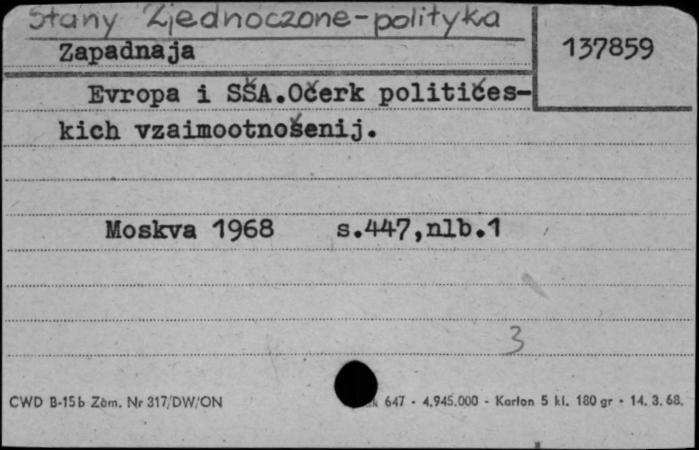 Stany Zjednoczone-polityka
Zapadnaja
137859
Evropa i SŠA.Očerk političes-
kich vzaimootnošenij.
Moskva 1968 s.447,nlb.1
3
CWD B-15b Zam. Nr 317/DW/ON
647 - 4.945.000 - Karton 5 kl. 180 gr - 14. 3. 68.